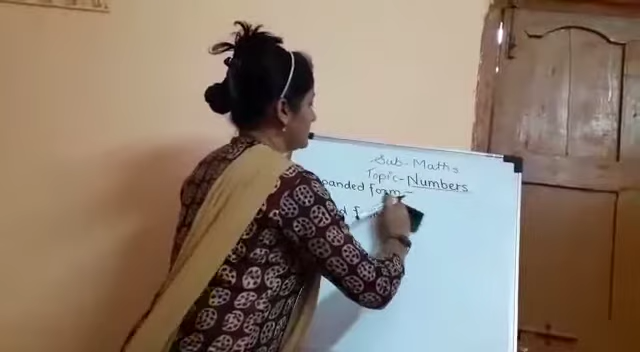 Sub- Maths
Topic- Numbers
panded Form -